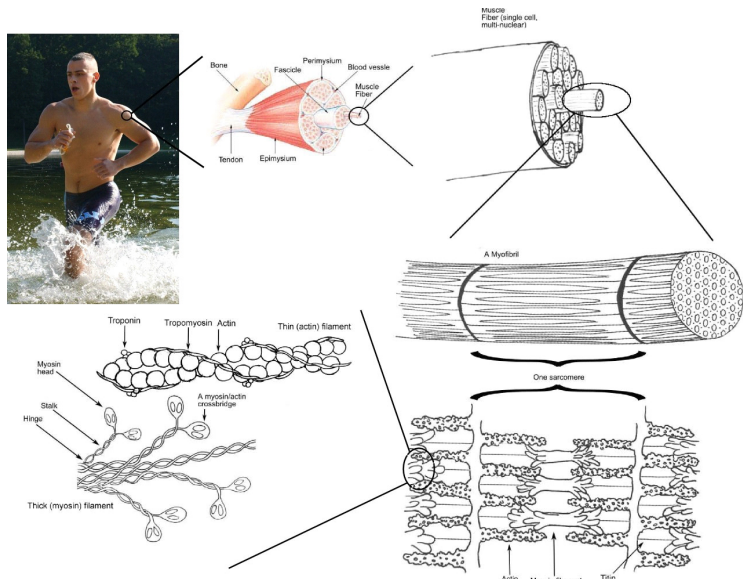 Muscle
Fiber (single cell,
multi-nuclear)
Perimysium
Bone
Fascicle
Blood vessle
Muscle
Fiber
Tendon
Epimysium
A Myofibril
Troponin
Tropomyosin
Actin
Thin (actin) filament
Myosin
head
A myosin/actin
crossbridge
Stalk
Hinge
One sarcomere
Thick (myosin) filament
Actin
Titin